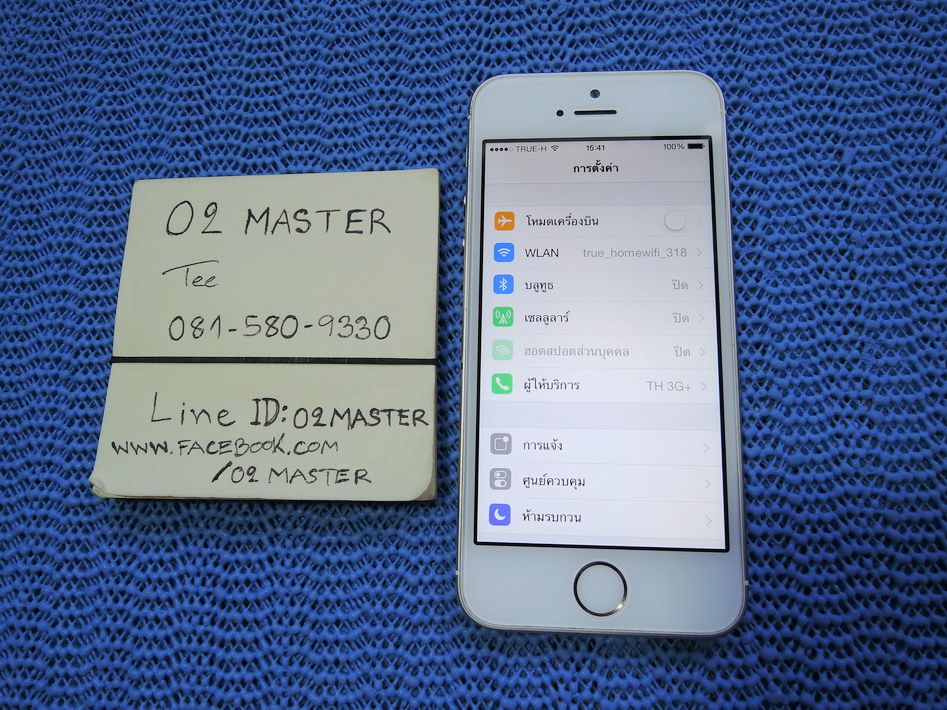 02 MASTER
Tee
081-580-9330
Line ID: 02MASTER
WWW.FACEBOOK.COM
/02 MASTER
TRUE-H 15:41 100%
การตั้งค่า
โหมดเครื่องบิน
WLAN true_homewifi_318
บลูทูธ ปิด
เซลลูลาร์ ปิด
ฮอตสปอตส่วนบุคคล ปิด
ผู้ให้บริการ TH 3G+
การแจ้ง
ศูนย์ควบคุม
ห้ามรบกวน